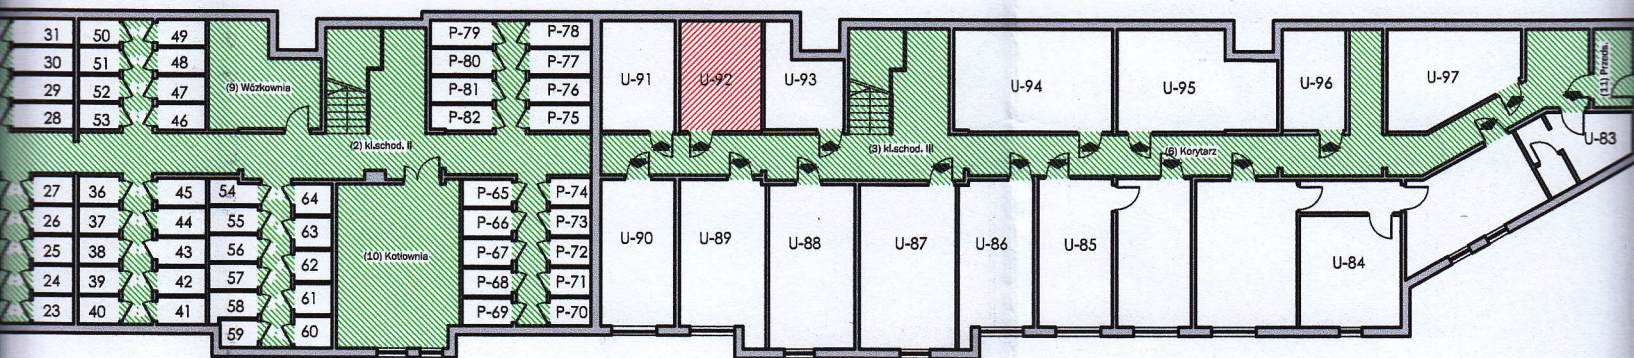 31 50 49 P-79 P-78
30 51 48 P-80 P-77
29 52 47 P-81 P-76
28 53 46 P-82 P-75
(9) Wózkownia
U-91 U-92 U-93 U-94 U-95 U-96 U-97
(11) Przeds.
U-83
(2) kl.schod. II
(3) kl.schod. III
(6) Korytarz
27 36 45 54 64 P-65 P-74
26 37 44 55 63 P-66 P-73
25 38 43 56 62 P-67 P-72
24 39 42 57 61 P-68 P-71
23 40 41 58 60 P-69 P-70
59
(10) Kotłownia
U-90 U-89 U-88 U-87 U-86 U-85
U-84